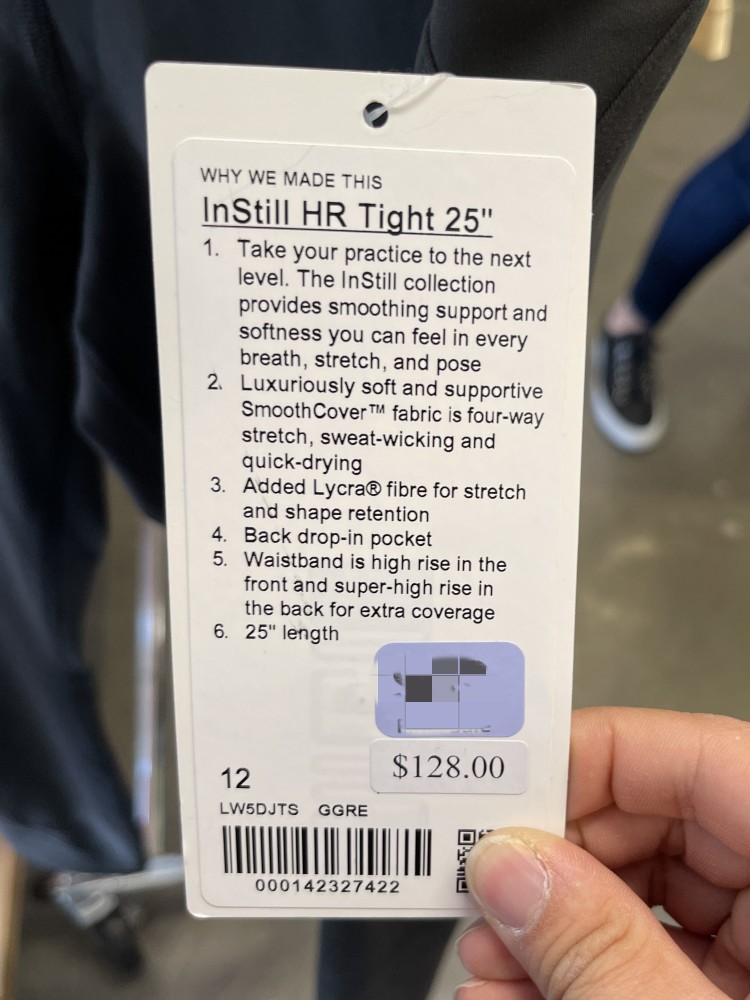 WHY WE MADE THIS
InStill HR Tight 25"
1. Take your practice to the next
level. The InStill collection
provides smoothing support and
softness you can feel in every
breath, stretch, and pose
2. Luxuriously soft and supportive
SmoothCover™ fabric is four-way
stretch, sweat-wicking and
quick-drying
3. Added Lycra® fibre for stretch
and shape retention
4. Back drop-in pocket
5. Waistband is high rise in the
front and super-high rise in
the back for extra coverage
6. 25" length
$128.00
12
LW5DJTS GGRE
000142327422